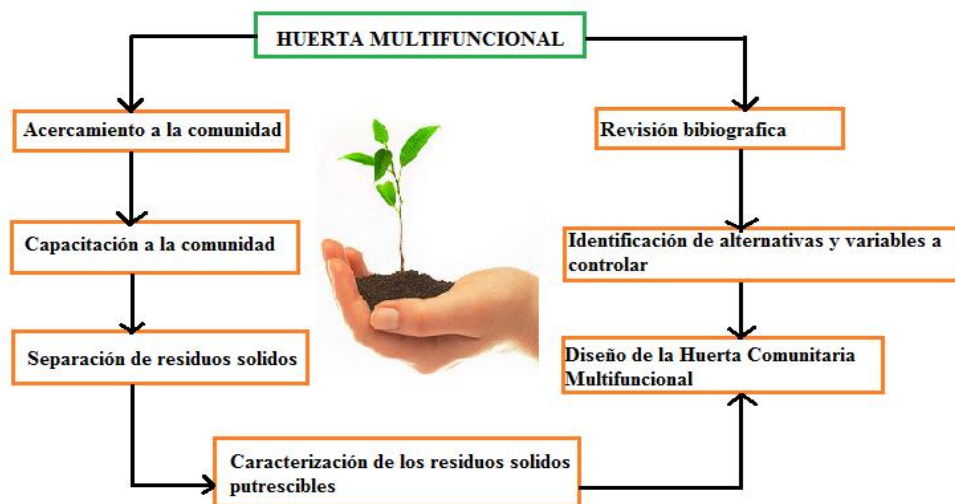 HUERTA MULTIFUNCIONAL
Acercamiento a la comunidad
Capacitación a la comunidad
Separación de residuos solidos
Caracterización de los residuos solidos
putrescibles
Revisión bibiografica
Identificación de alternativas y variables a
controlar
Diseño de la Huerta Comunitaria
Multifuncional